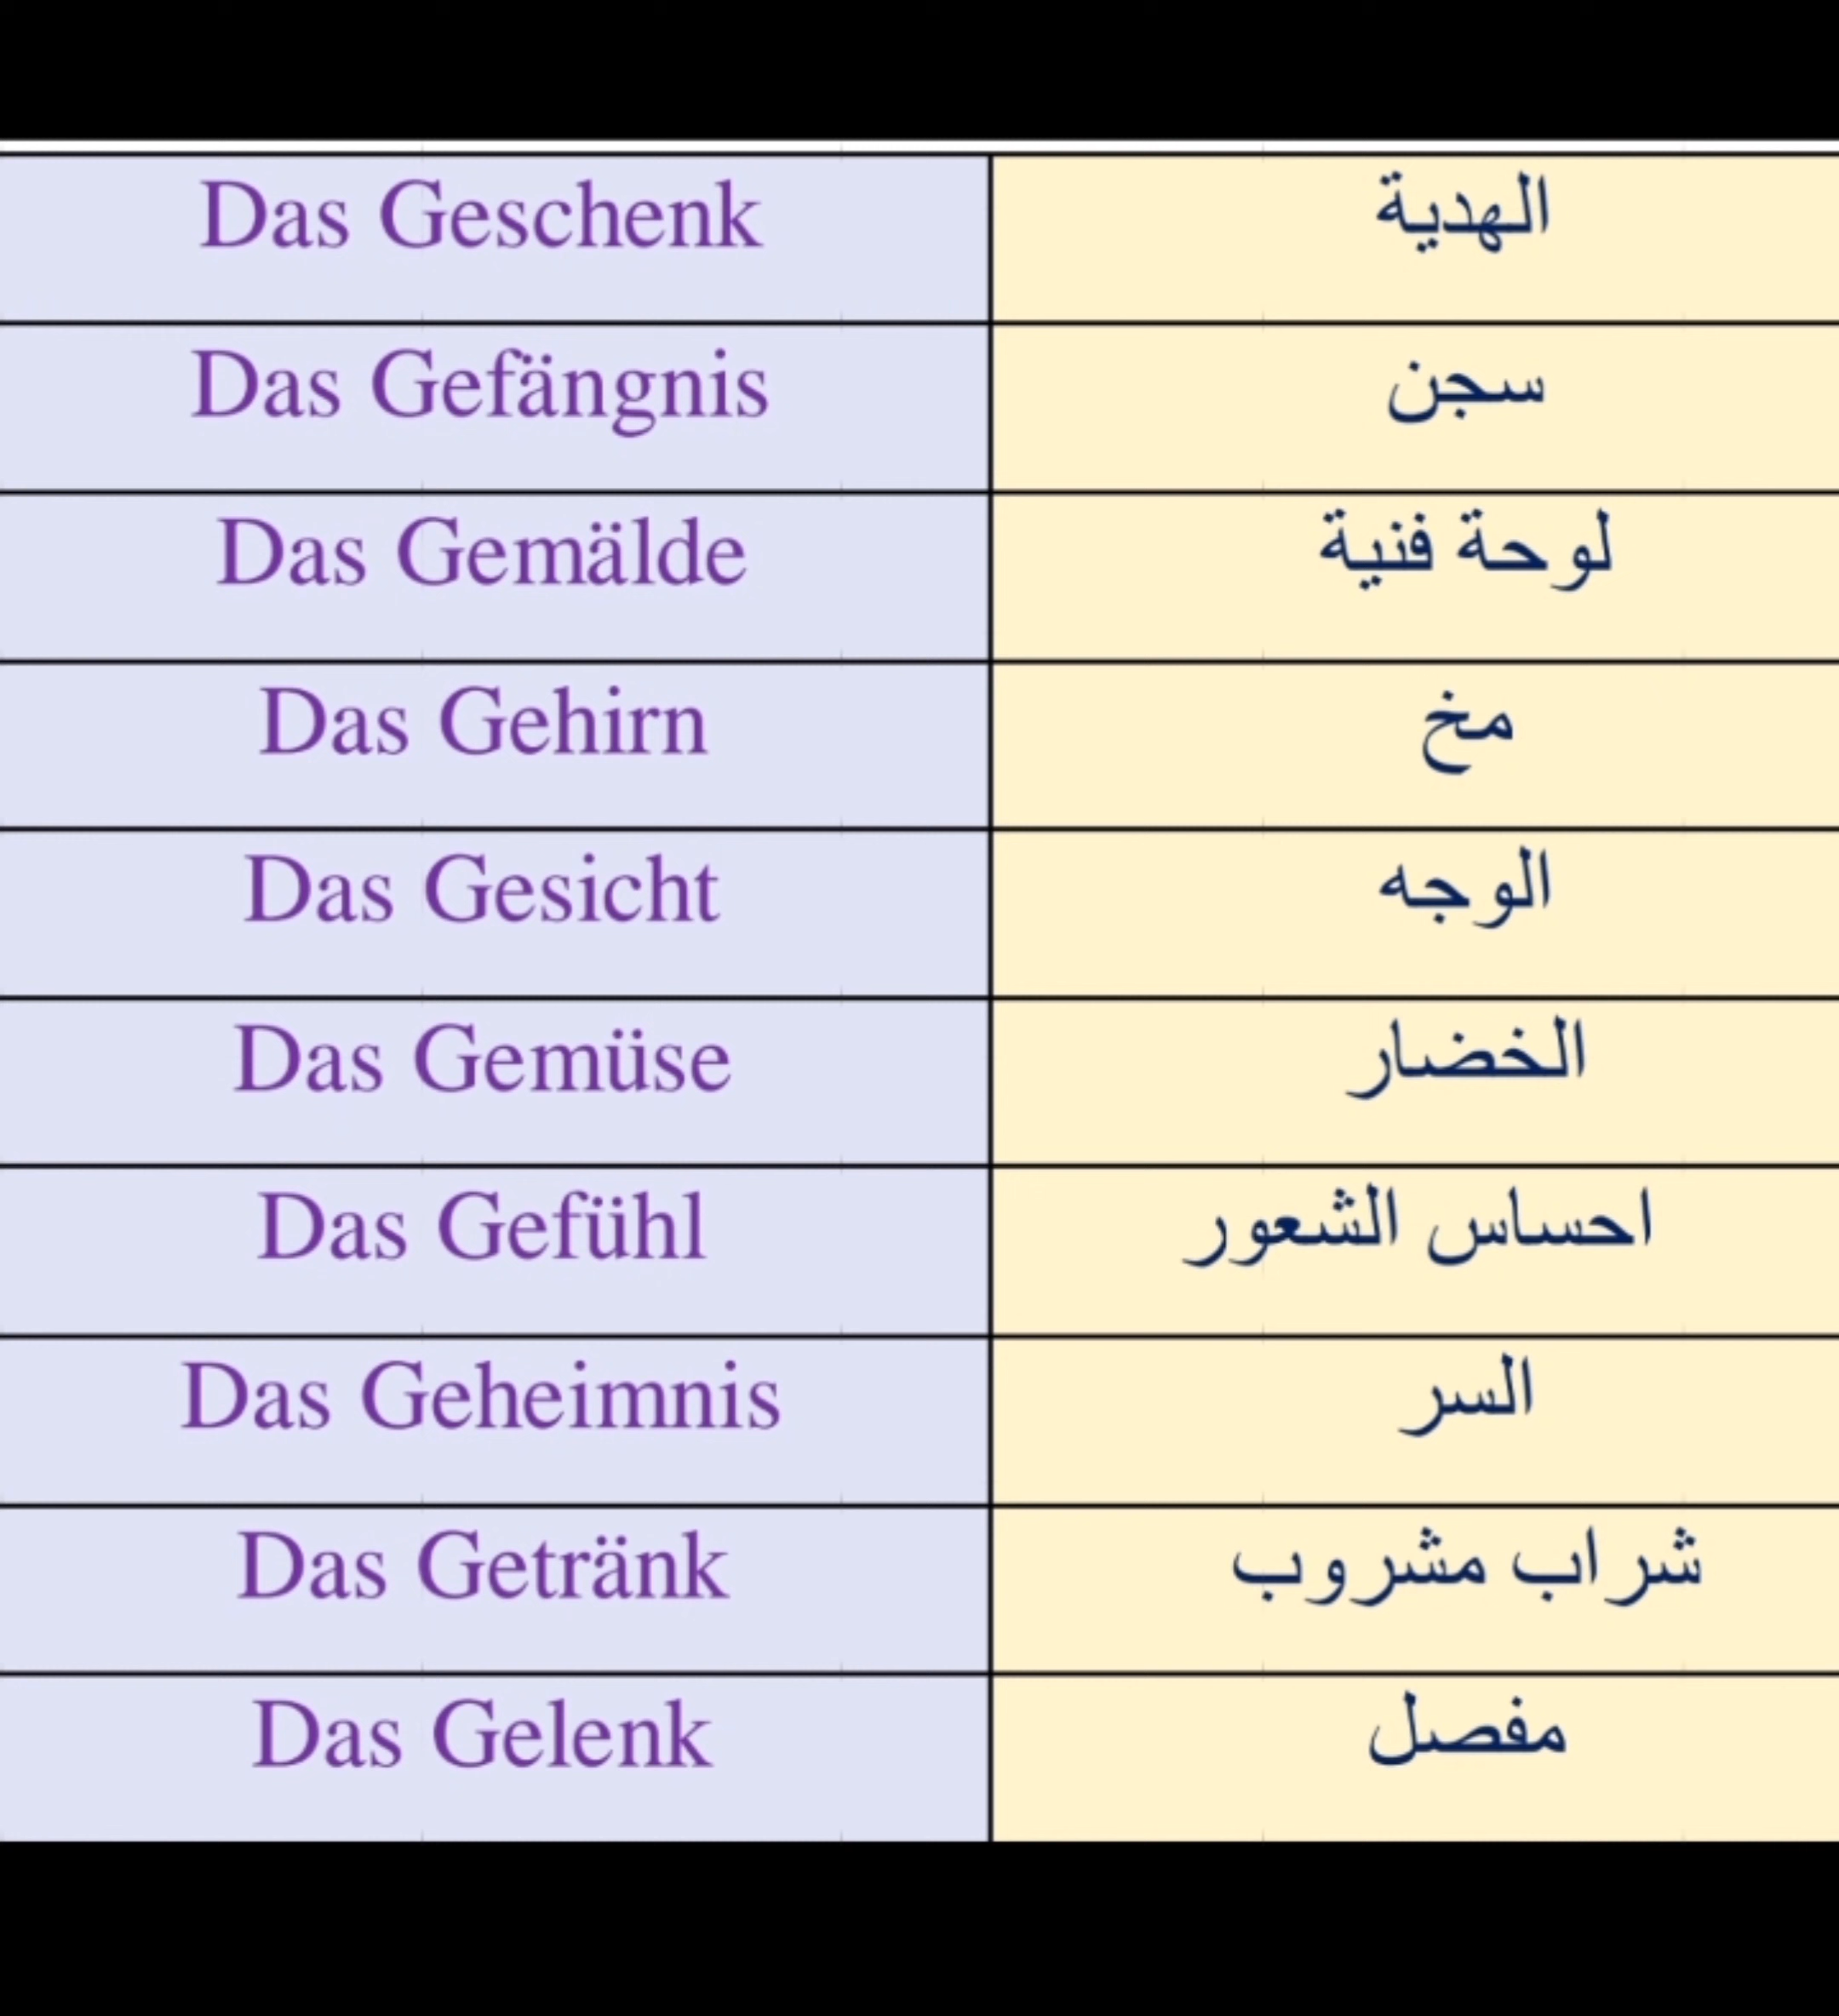 Das Geschenk الهدية
Das Gefängnis سجن
Das Gemälde لوحة فنية
Das Gehirn مخ
Das Gesicht الوجه
Das Gemüse الخضار
Das Gefühl احساس الشعور
Das Geheimnis السر
Das Getränk شراب مشروب
Das Gelenk مفصل